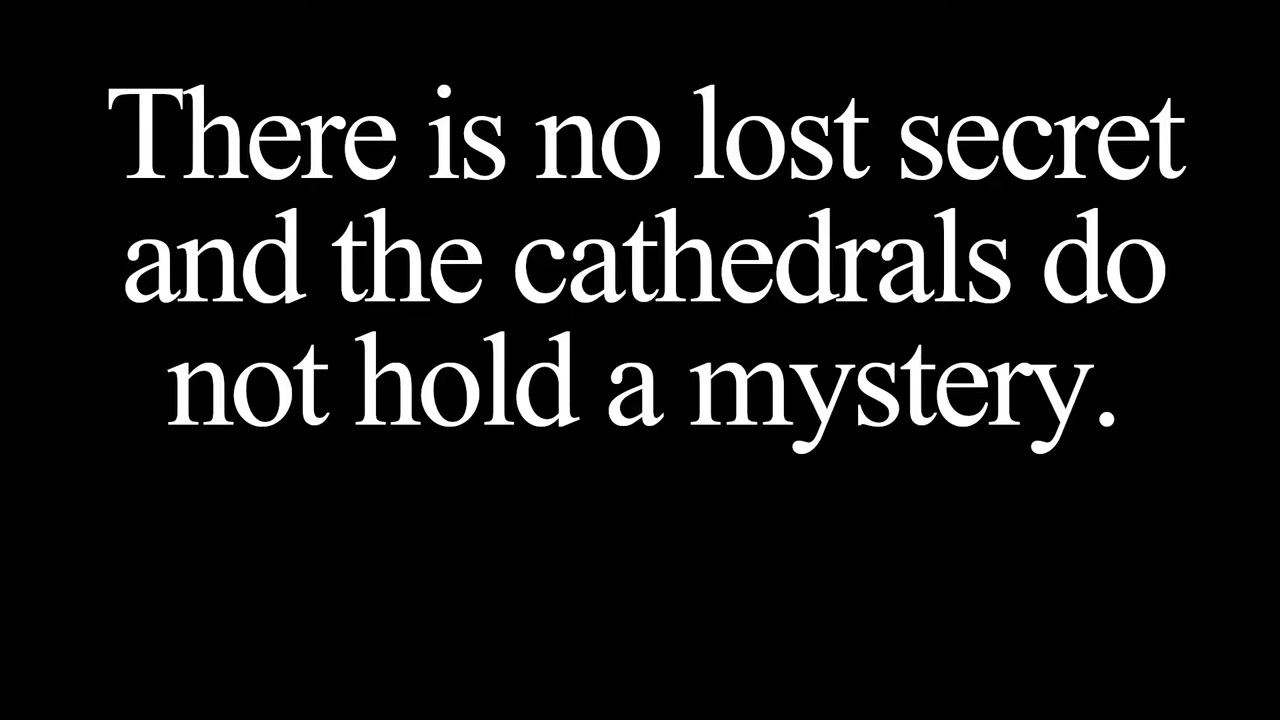 There is no lost secret
and the cathedrals do
not hold a mystery.